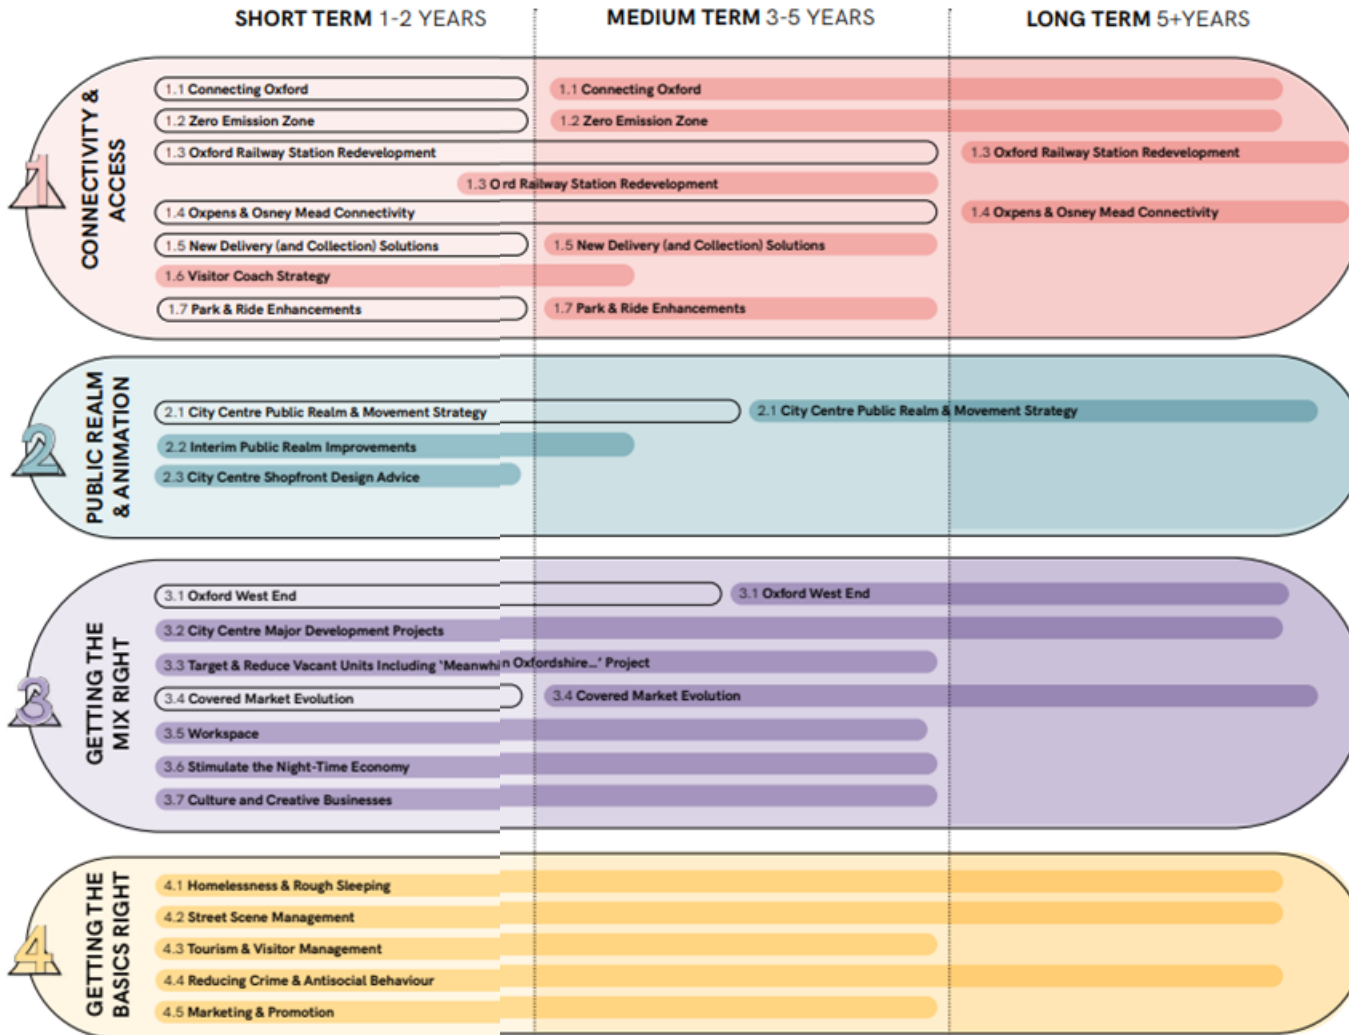 SHORT TERM 1-2 YEARS
MEDIUM TERM 3-5 YEARS
LONG TERM 5+YEARS
1
CONNECTIVITY &
ACCESS
1.1 Connecting Oxford
1.1 Connecting Oxford
1.2 Zero Emission Zone
1.2 Zero Emission Zone
1.3 Oxford Railway Station Redevelopment
1.3 Oxford Railway Station Redevelopment
1.3 Ord Railway Station Redevelopment
1.4 Oxpens & Osney Mead Connectivity
1.4 Oxpens & Osney Mead Connectivity
1.5 New Delivery (and Collection) Solutions
1.5 New Delivery (and Collection) Solutions
1.6 Visitor Coach Strategy
1.7 Park & Ride Enhancements
1.7 Park & Ride Enhancements
2
PUBLIC REALM
& ANIMATION
2.1 City Centre Public Realm & Movement Strategy
2.1 City Centre Public Realm & Movement Strategy
2.2 Interim Public Realm Improvements
2.3 City Centre Shopfront Design Advice
3
GETTING THE
MIX RIGHT
3.1 Oxford West End
3.1 Oxford West End
3.2 City Centre Major Development Projects
3.3 Target & Reduce Vacant Units Including ‘Meanwhin Oxfordshire...’ Project
3.4 Covered Market Evolution
3.4 Covered Market Evolution
3.5 Workspace
3.6 Stimulate the Night-Time Economy
3.7 Culture and Creative Businesses
4
GETTING THE
BASICS RIGHT
4.1 Homelessness & Rough Sleeping
4.2 Street Scene Management
4.3 Tourism & Visitor Management
4.4 Reducing Crime & Antisocial Behaviour
4.5 Marketing & Promotion